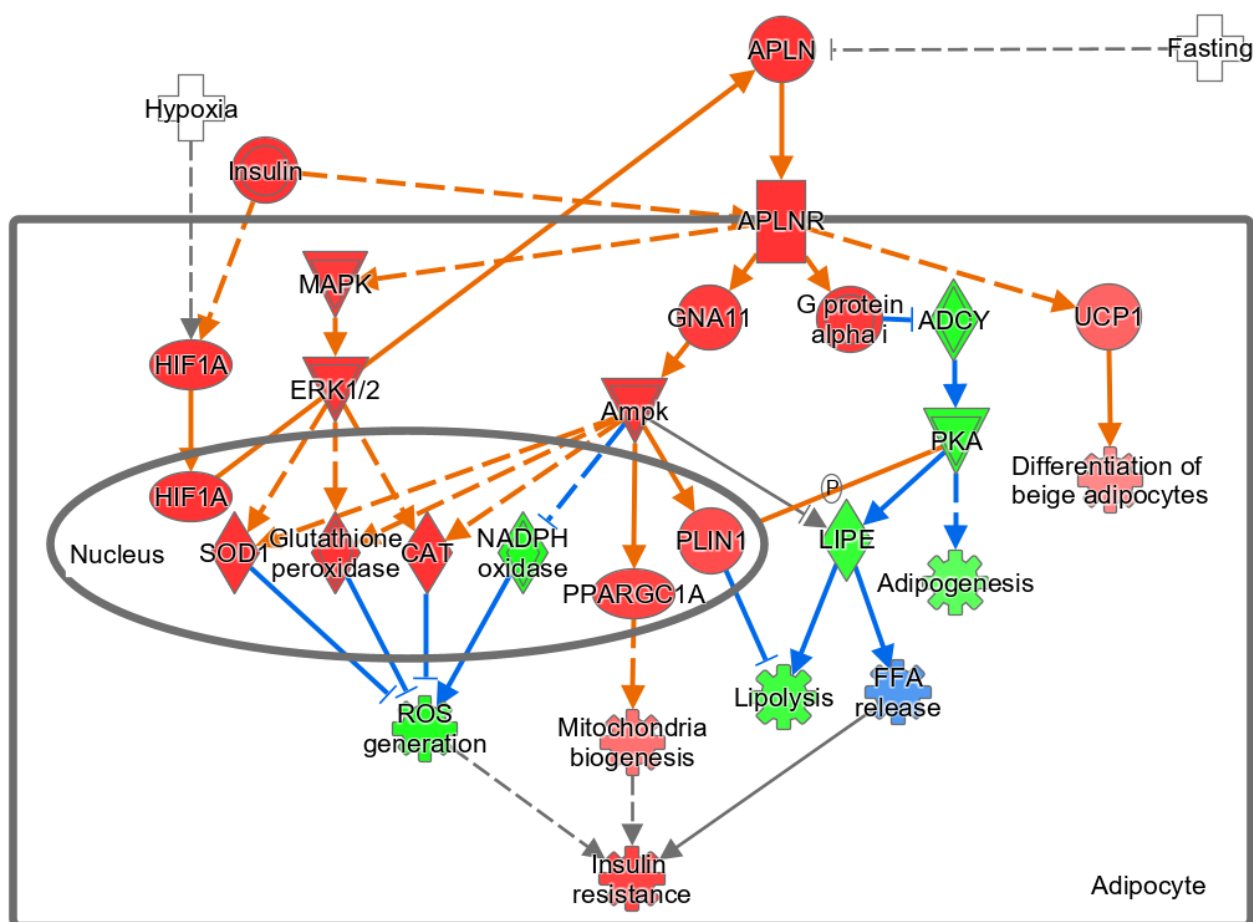 APLN
Fasting
Hypoxia
Insulin
APLNR
MAPK
GNA11
G protein
alpha i
ADCY
UCP1
HIF1A
ERK1/2
Ampk
PKA
Differentiation of
beige adipocytes
P
HIF1A
Nucleus
SOD1
Glutathione
peroxidase
CAT
NADPH
oxidase
PLIN1
LIPE
PPARGC1A
Adipogenesis
ROS
generation
Mitochondria
biogenesis
Lipolysis
FFA
release
Insulin
resistance
Adipocyte